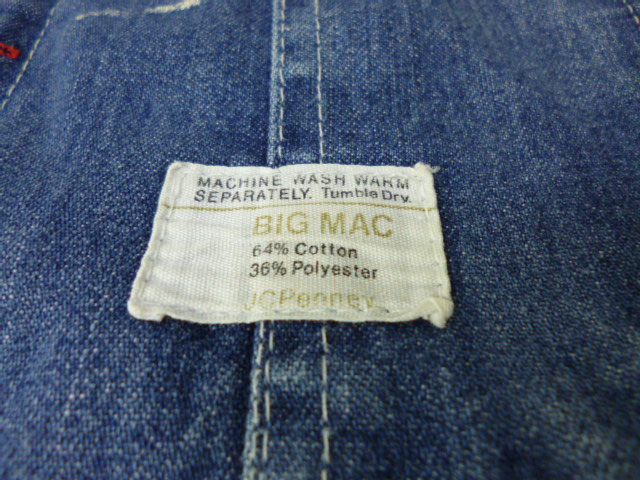 MACHINE WASH WARM
SEPARATELY. Tumble Dry.
BIG MAC
64% Cotton
36% Polyester
JCPenney